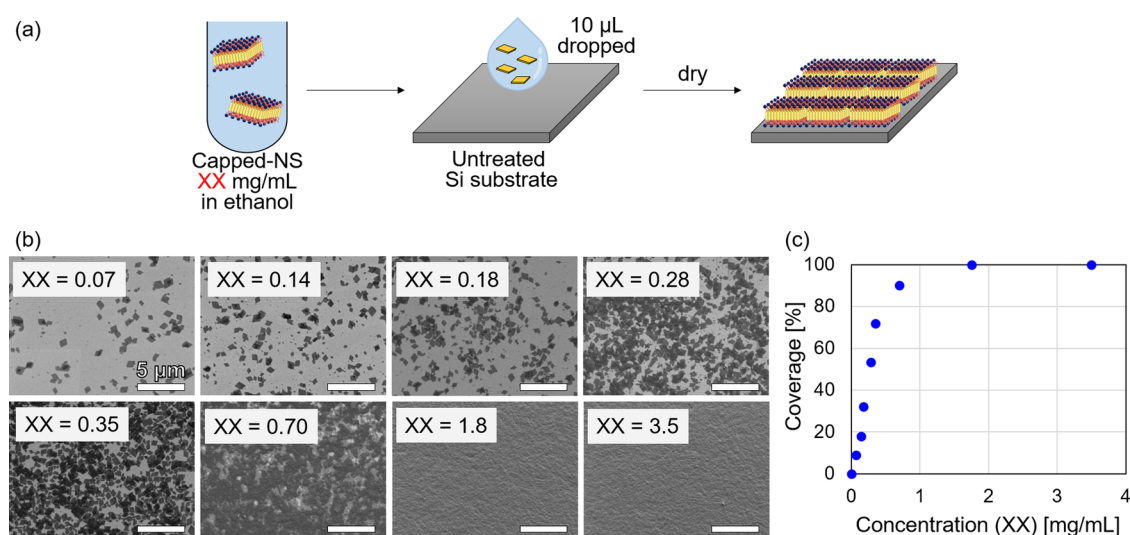 (a)
10 µL
dropped
dry
Capped-NS
XX mg/mL
in ethanol
Untreated
Si substrate
(b)
XX = 0.07
XX = 0.14
XX = 0.18
XX = 0.28
5 µm
XX = 0.35
XX = 0.70
XX = 1.8
XX = 3.5
(c)
Coverage [%]
100
80
60
40
20
0
0
1
2
3
4
Concentration (XX) [mg/mL]